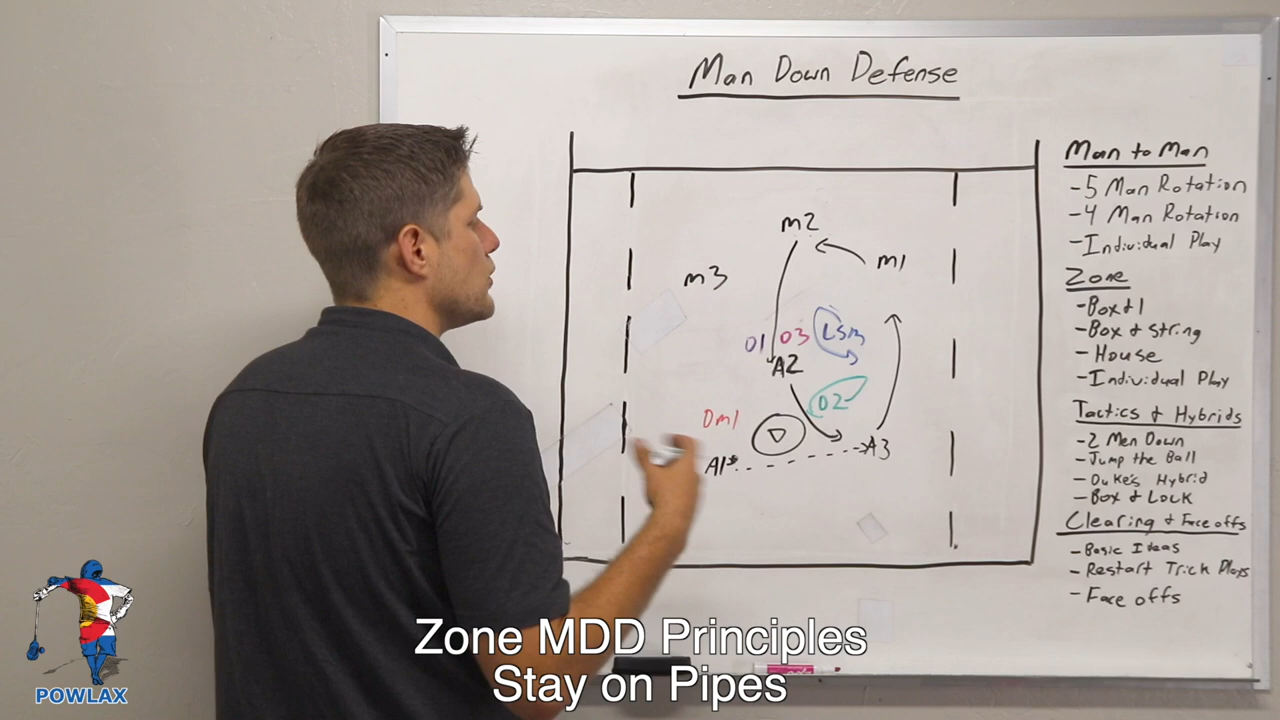 Man Down Defense
Man to Man
- 5 Man Rotation
- 4 Man Rotation
- Individual Play
Zone
- Box & 1
- Box & String
- House
- Individual Play
Tactics & Hybrids
- 2 Men Down
- Jump the Ball
- Duke's Hybrid
- Box & Lock
Clearing & Face offs
- Basic Ideas
- Restart Trick Plays
- Face offs
M2
M3
M1
D1 D3 LSM
A2
D2
DM1
A1*
A3
Zone MDD Principles
Stay on Pipes
POWLAX